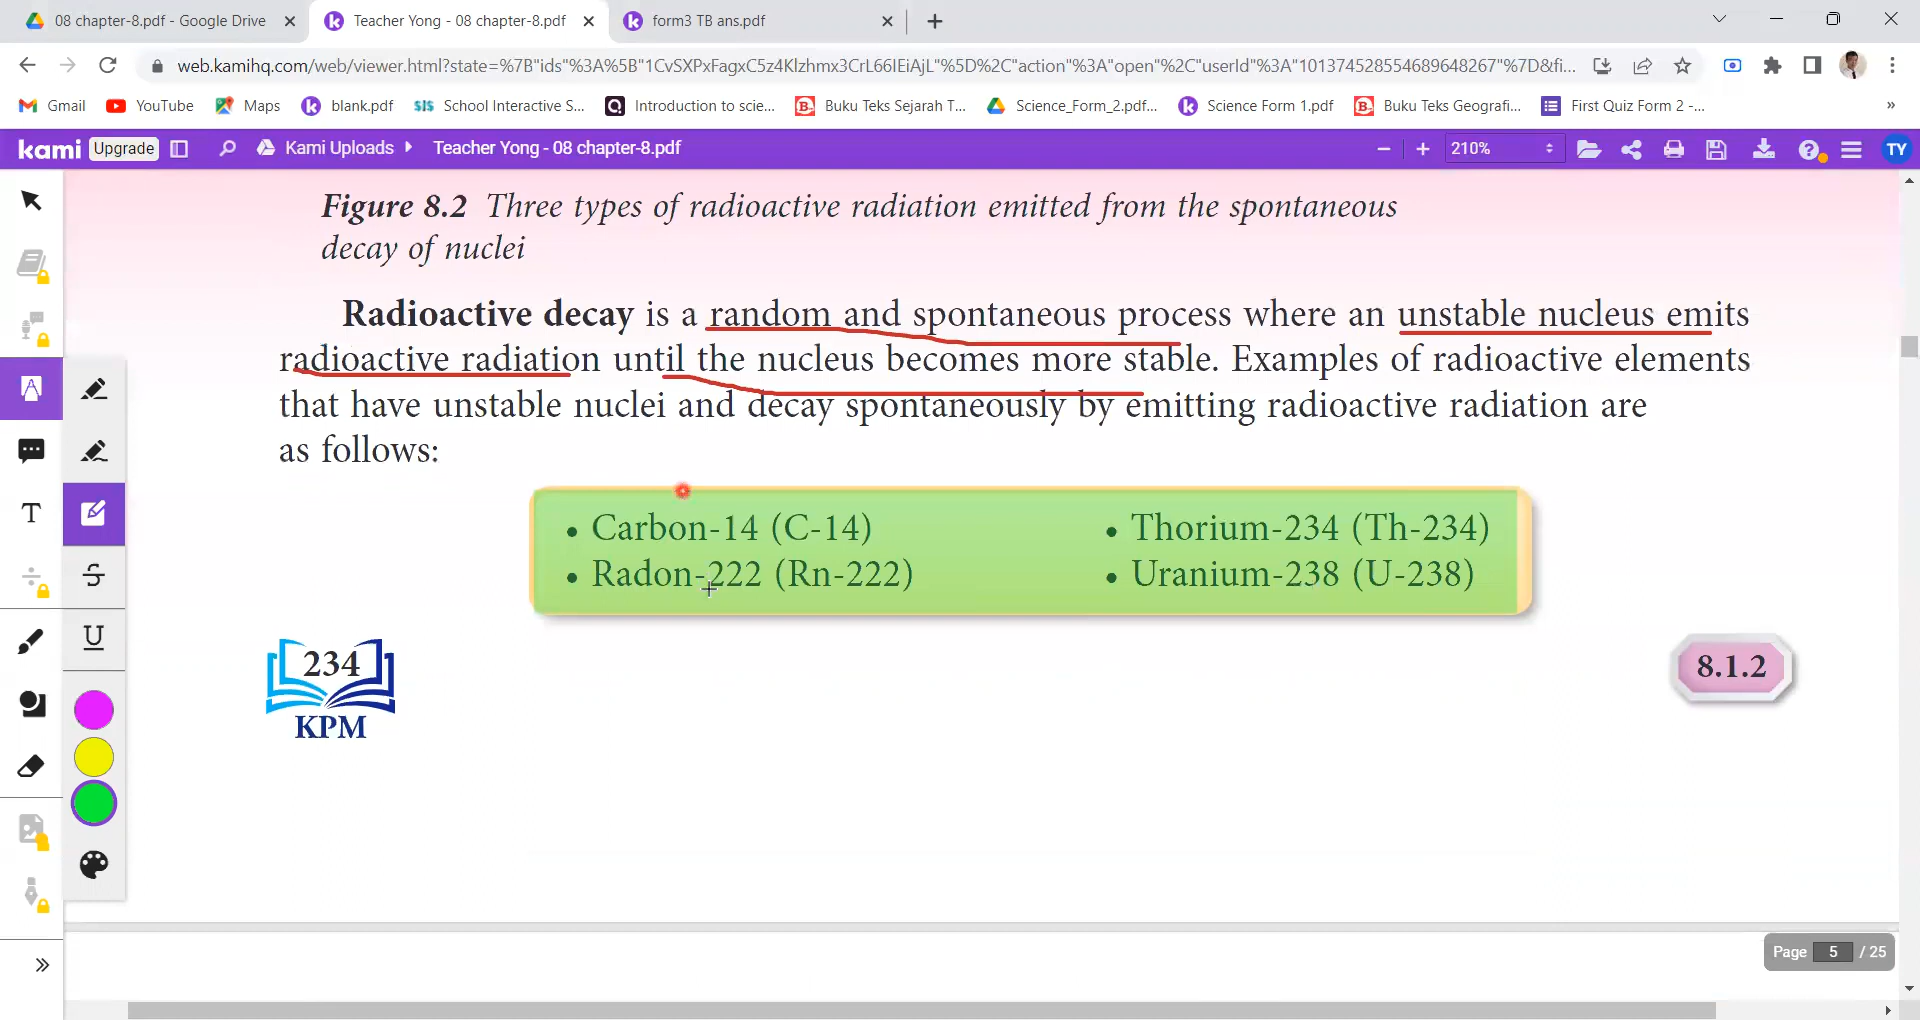 08 chapter-8.pdf - Google Drive
Teacher Yong - 08 chapter-8.pdf
form3 TB ans.pdf
web.kamihq.com/web/viewer.html?state=%7B"ids"%3A%5B"1CvSXPxFagxC5z4Klzhmx3CrL66IEiAjL"%5D%2C"action"%3A"open"%2C"userId"%3A"101374528554689648267"%7D&fi...
Gmail
YouTube
Maps
blank.pdf
SIS School Interactive S...
Introduction to scie...
Buku Teks Sejarah T...
Science_Form_2.pdf...
Science Form 1.pdf
Buku Teks Geografi...
First Quiz Form 2 -...
kami Upgrade
Kami Uploads
Teacher Yong - 08 chapter-8.pdf
210%
TY
Figure 8.2 Three types of radioactive radiation emitted from the spontaneous
decay of nuclei
Radioactive decay is a random and spontaneous process where an unstable nucleus emits
radioactive radiation until the nucleus becomes more stable. Examples of radioactive elements
that have unstable nuclei and decay spontaneously by emitting radioactive radiation are
as follows:
• Carbon-14 (C-14)
• Radon-222 (Rn-222)
• Thorium-234 (Th-234)
• Uranium-238 (U-238)
234
KPM
8.1.2
Page 5 / 25